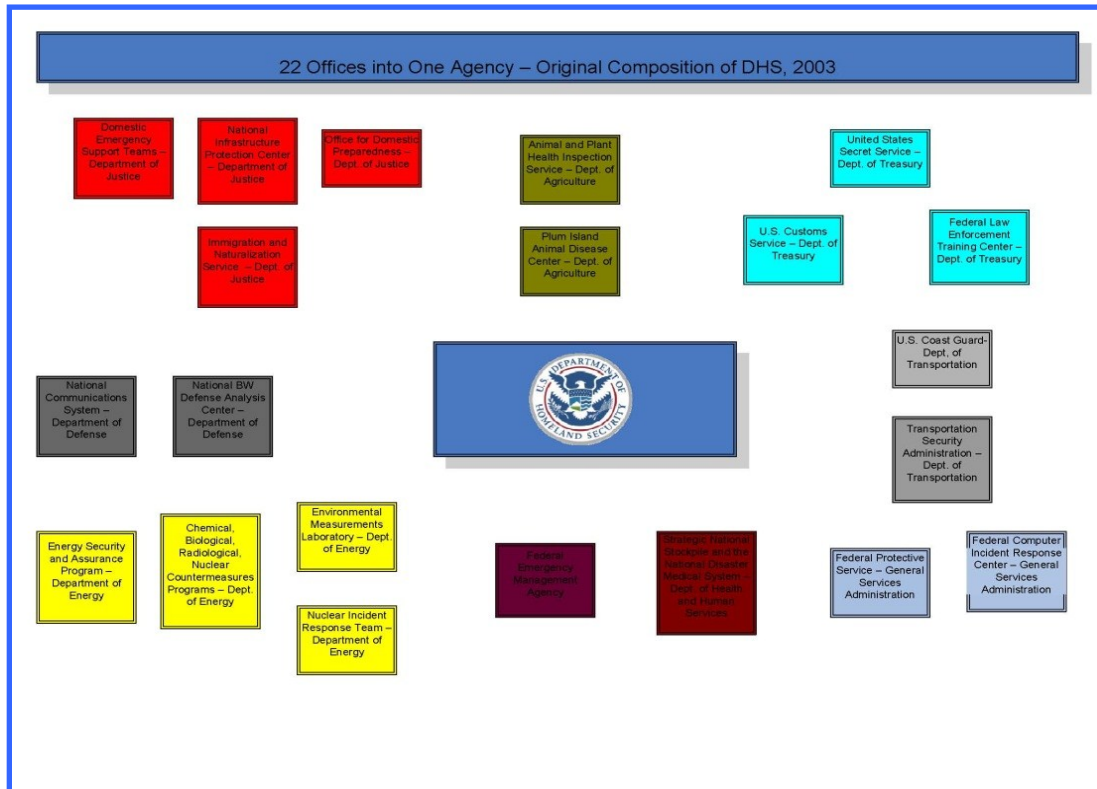 22 Offices into One Agency – Original Composition of DHS, 2003
Domestic
Emergency
Support Teams –
Department of
Justice
National
Infrastructure
Protection Center
– Department of
Justice
Office for Domestic
Preparedness –
Dept. of Justice
Animal and Plant
Health Inspection
Service – Dept. of
Agriculture
United States
Secret Service –
Dept. of Treasury
Immigration and
Naturalization
Service – Dept. of
Justice
Plum Island
Animal Disease
Center – Dept. of
Agriculture
U.S. Customs
Service – Dept. of
Treasury
Federal Law
Enforcement
Training Center –
Dept. of Treasury
U.S. Coast Guard-
Dept, of
Transportation
National
Communications
System –
Department of
Defense
National BW
Defense Analysis
Center –
Department of
Defense
U.S. DEPARTMENT OF
HOMELAND SECURITY
Transportation
Security
Administration –
Dept. of
Transportation
Energy Security
and Assurance
Program –
Department of
Energy
Chemical,
Biological,
Radiological,
Nuclear
Countermeasures
Programs – Dept.
of Energy
Environmental
Measurements
Laboratory – Dept.
of Energy
Nuclear Incident
Response Team –
Department of
Energy
Federal
Emergency
Management
Agency
Strategic National
Stockpile and the
National Disaster
Medical System –
Dept. of Health
and Human
Services
Federal Protective
Service – General
Services
Administration
Federal Computer
Incident Response
Center – General
Services
Administration